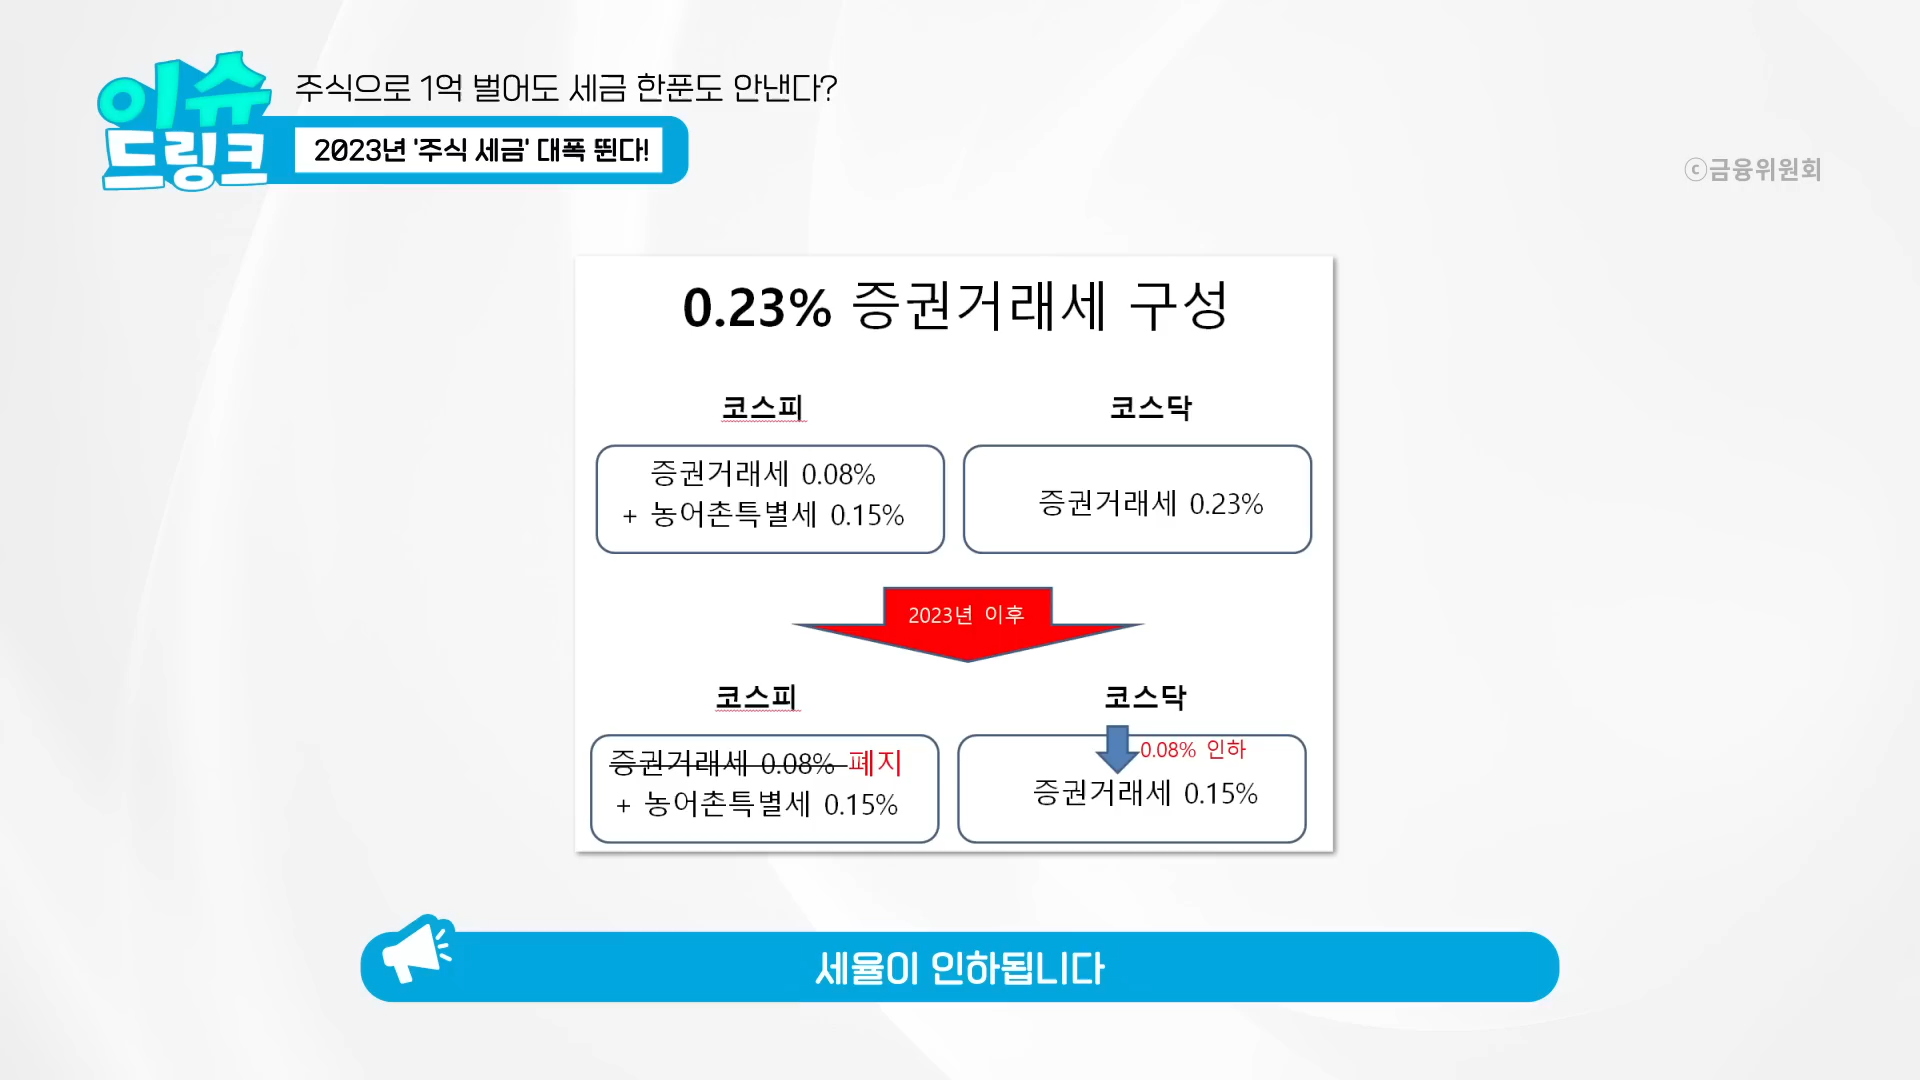 이슈
드링크
주식으로 1억 벌어도 세금 한푼도 안낸다?
2023년 '주식 세금' 대폭 뛴다!
ⓒ금융위원회
0.23% 증권거래세 구성
코스피
코스닥
증권거래세 0.08%
+ 농어촌특별세 0.15%
증권거래세 0.23%
2023년 이후
코스피
코스닥
증권거래세 0.08% 폐지
+ 농어촌특별세 0.15%
0.08% 인하
증권거래세 0.15%
세율이 인하됩니다